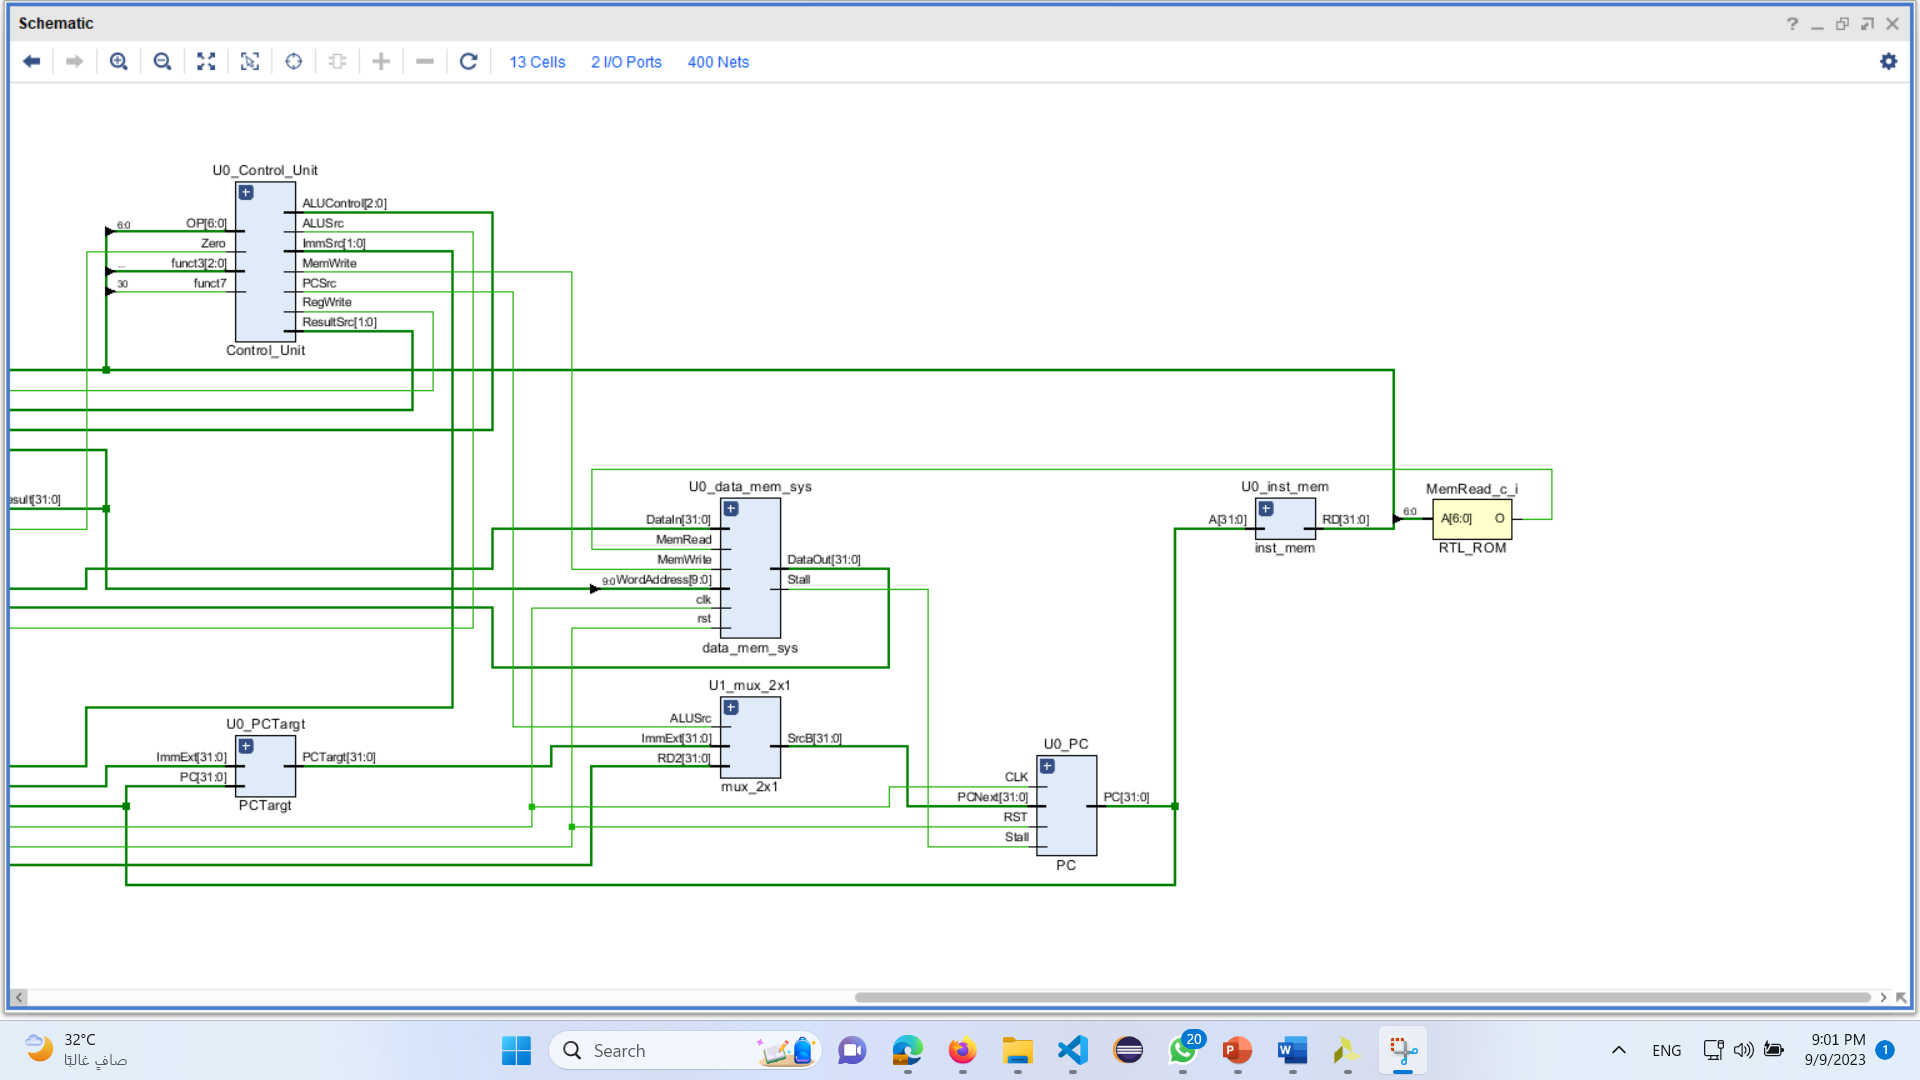 Schematic
13 Cells
2 I/O Ports
400 Nets
U0_Control_Unit
6:0
OP[6:0]
Zero
...
funct3[2:0]
30
funct7
ALUControl[2:0]
ALUSrc
ImmSrc[1:0]
MemWrite
PCSrc
RegWrite
ResultSrc[1:0]
Control_Unit
esult[31:0]
U0_data_mem_sys
DataIn[31:0]
MemRead
MemWrite
9:0
WordAddress[9:0]
clk
rst
DataOut[31:0]
Stall
data_mem_sys
U0_inst_mem
A[31:0]
RD[31:0]
inst_mem
MemRead_c_i
6:0
A[6:0]
O
RTL_ROM
U0_PCTargt
ImmExt[31:0]
PC[31:0]
PCTargt[31:0]
PCTargt
U1_mux_2x1
ALUSrc
ImmExt[31:0]
RD2[31:0]
SrcB[31:0]
mux_2x1
U0_PC
CLK
PCNext[31:0]
RST
Stall
PC[31:0]
PC
32°C
صافٍ غالبًا
Search
20
ENG
9:01 PM
9/9/2023
1